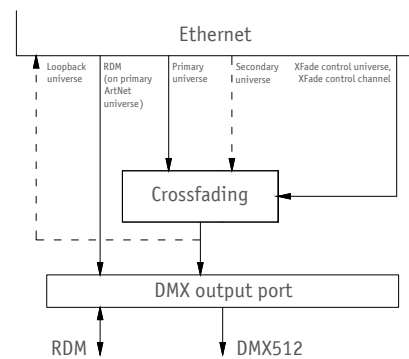 Ethernet
Loopback
universe
RDM
(on primary
ArtNet
universe)
Primary
universe
Secondary
universe
XFade control universe,
XFade control channel
Crossfading
DMX output port
RDM
DMX512